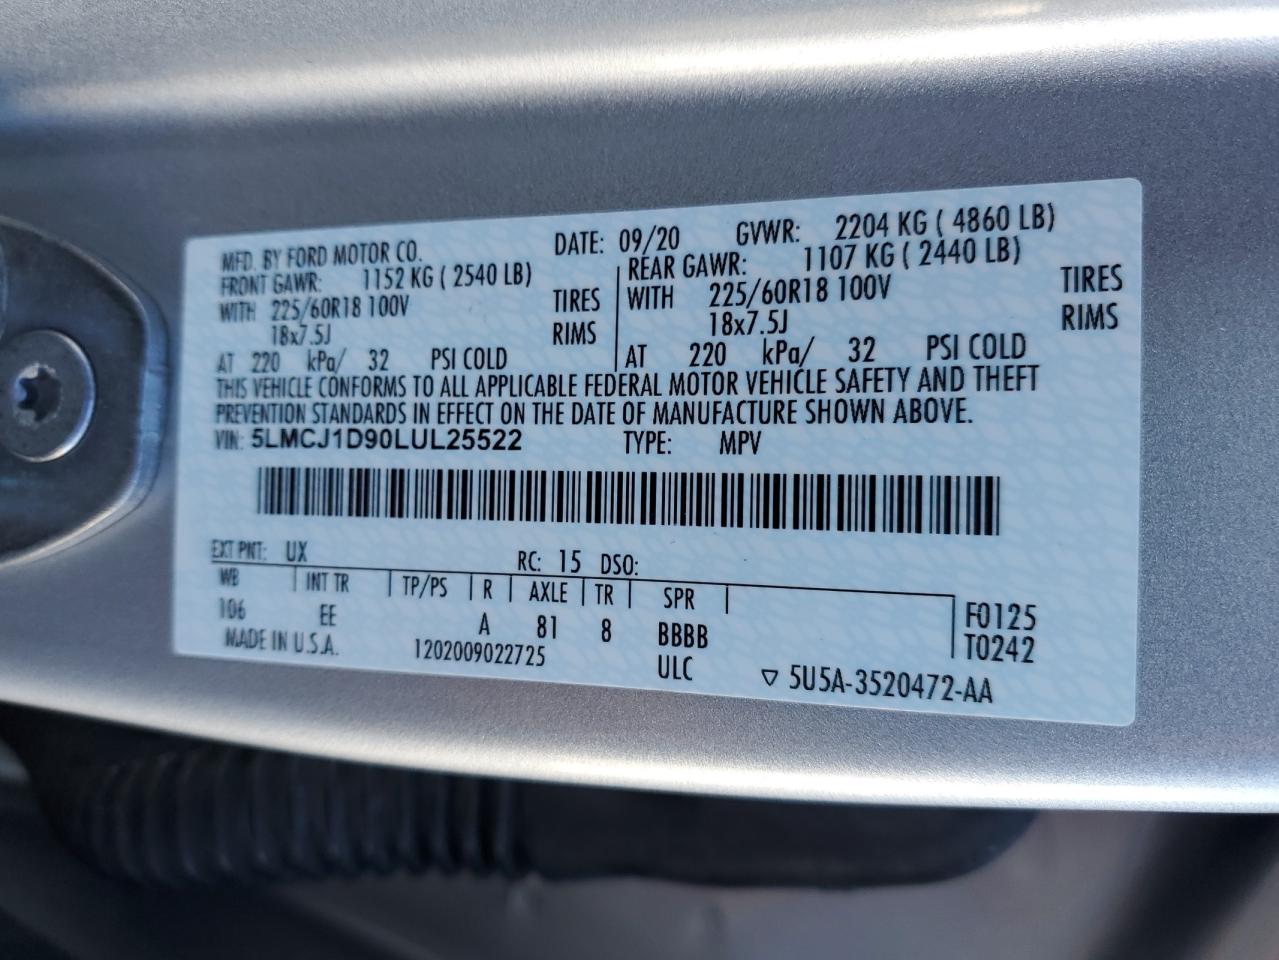 MFD. BY FORD MOTOR CO. DATE: 09/20 GVWR: 2204 KG ( 4860 LB)
FRONT GAWR: 1152 KG ( 2540 LB) REAR GAWR: 1107 KG ( 2440 LB)
WITH 225/60R18 100V TIRES WITH 225/60R18 100V TIRES
18x7.5J RIMS 18x7.5J RIMS
AT 220 kPa/ 32 PSI COLD AT 220 kPa/ 32 PSI COLD
THIS VEHICLE CONFORMS TO ALL APPLICABLE FEDERAL MOTOR VEHICLE SAFETY AND THEFT
PREVENTION STANDARDS IN EFFECT ON THE DATE OF MANUFACTURE SHOWN ABOVE.
VIN: 5LMCJ1D90LUL25522 TYPE: MPV
EXT PNT: UX RC: 15 DSO:
WB INT TR TP/PS R AXLE TR SPR
106 EE A 81 8 BBBB F0125
ULC T0242
MADE IN U.S.A. 1202009022725 ▽ 5U5A-3520472-AA